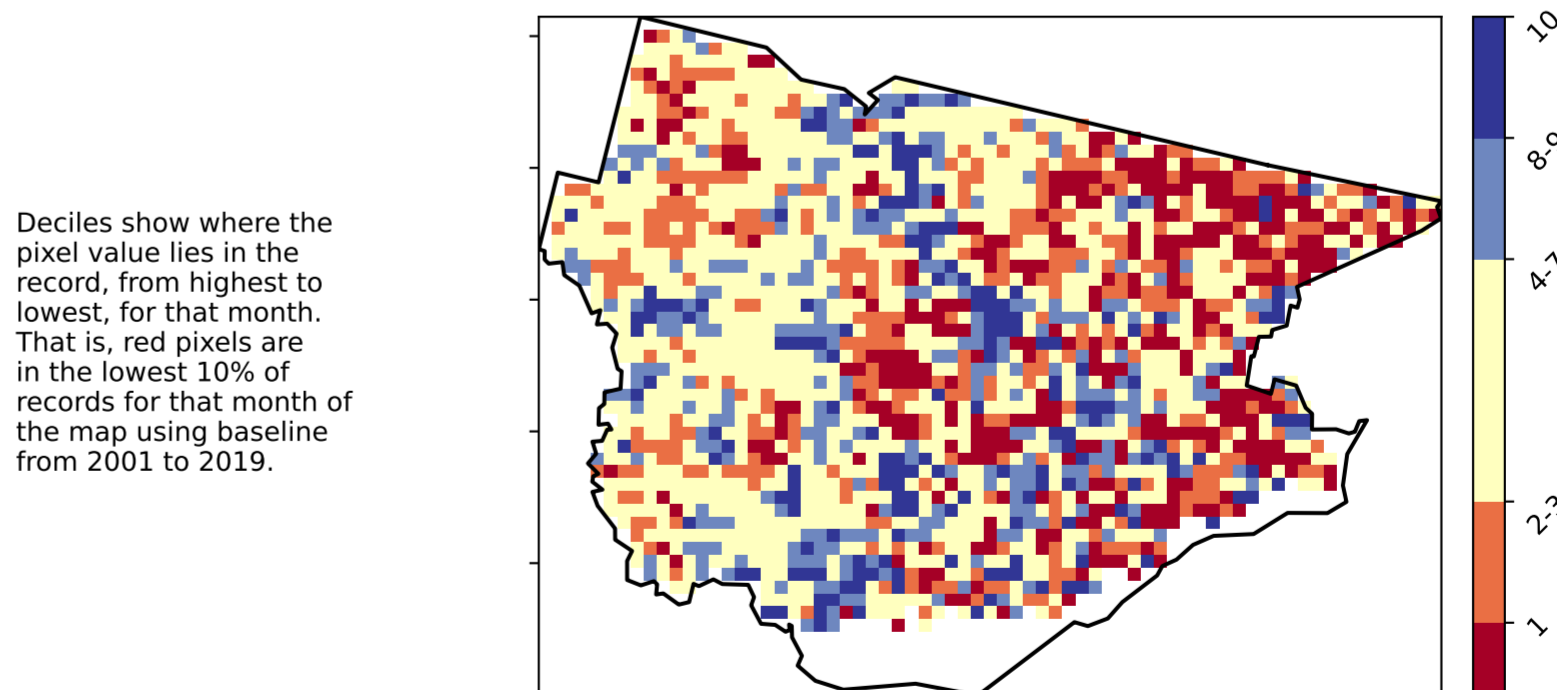 Deciles show where the
pixel value lies in the
record, from highest to
lowest, for that month.
That is, red pixels are
in the lowest 10% of
records for that month of
the map using baseline
from 2001 to 2019.
10
1